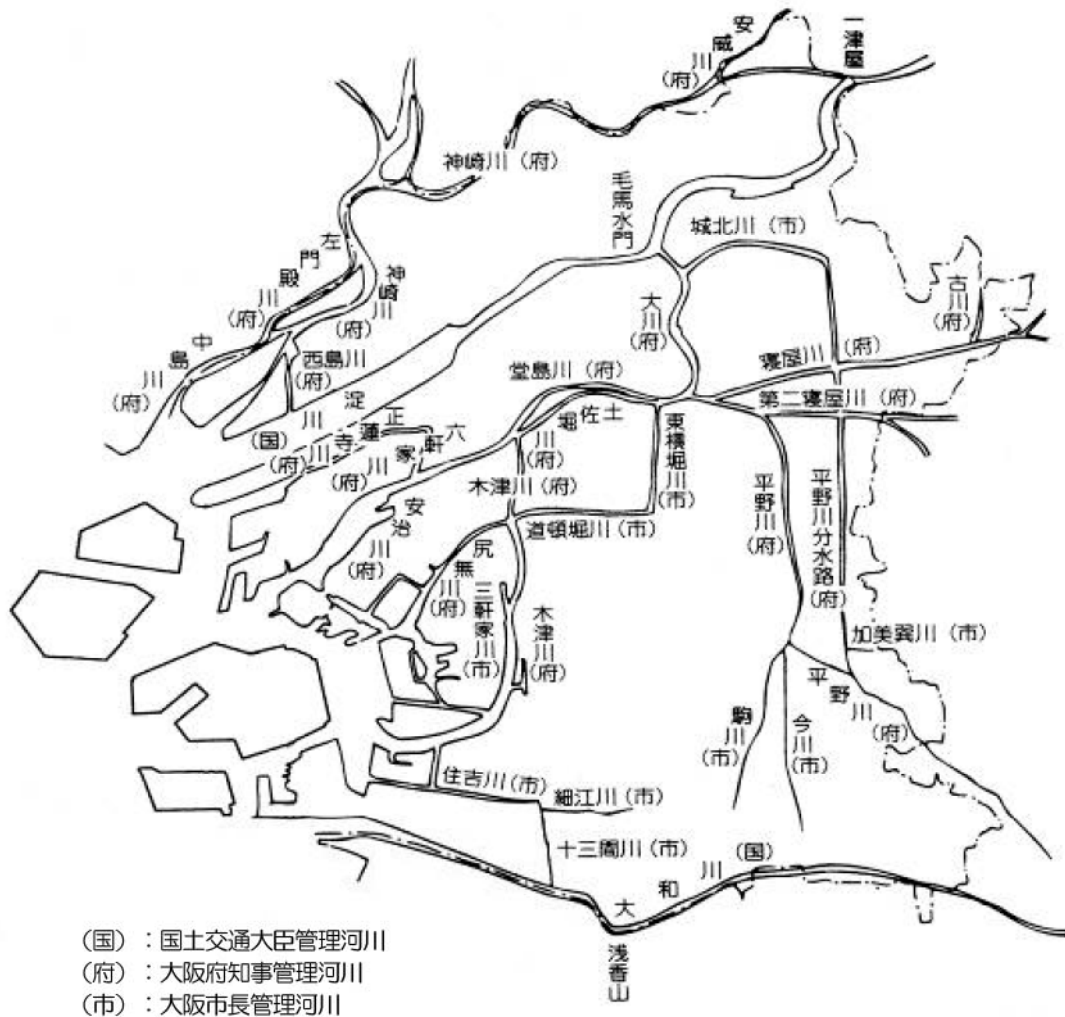 安威川(府)
一津屋
神崎川(府)
毛馬水門
城北川(市)
左門殿川(府)
神崎川(府)
古川(府)
大川(府)
中島川(府)
西島川(府)
寝屋川(府)
堂島川(府)
第二寝屋川(府)
淀川(国)
正蓮寺川(府)
六軒家川(府)
土佐堀川(府)
東横堀川(市)
木津川(府)
平野川(府)
平野川分水路(府)
安治川(府)
道頓堀川(市)
尻無川(府)
三軒家川(市)
木津川(府)
加美巽川(市)
平野川(府)
駒川(市)
今川(市)
住吉川(市)
細江川(市)
十三間川(市)
大和川(国)
浅香山
(国):国土交通大臣管理河川
(府):大阪府知事管理河川
(市):大阪市長管理河川